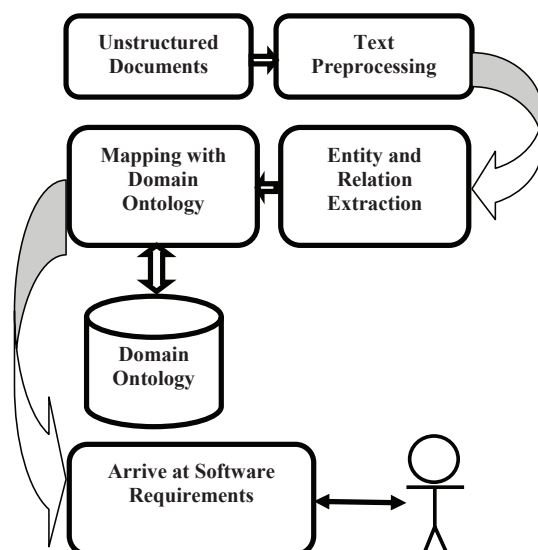 Unstructured
Documents
Text
Preprocessing
Mapping with
Domain
Ontology
Entity and
Relation
Extraction
Domain
Ontology
Arrive at Software
Requirements